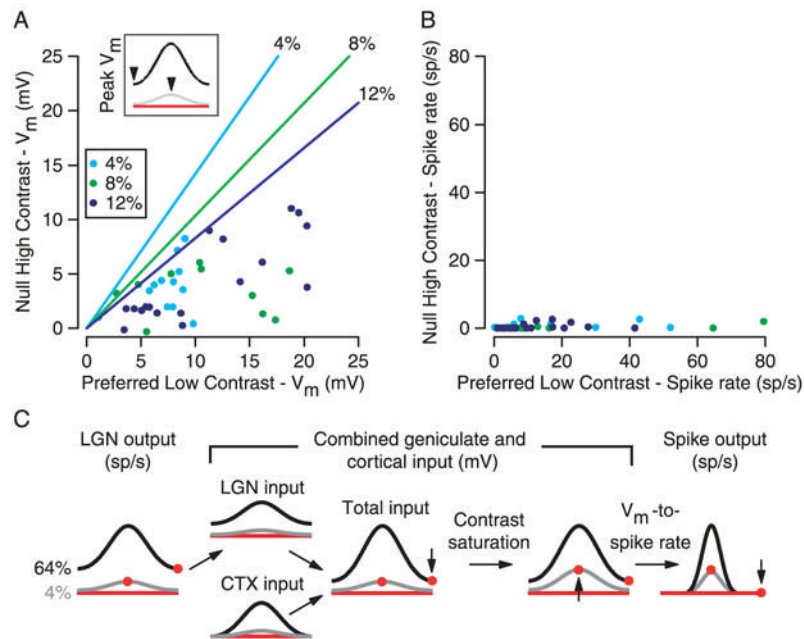 A
B
Peak Vm
4%
8%
12%
4%
8%
12%
25
20
15
10
5
0
Null High Contrast - Vm (mV)
0
5
10
15
20
25
Preferred Low Contrast - Vm (mV)
80
60
40
20
0
Null High Contrast - Spike rate (sp/s)
0
20
40
60
80
Preferred Low Contrast - Spike rate (sp/s)
C
LGN output
(sp/s)
Combined geniculate and
cortical input (mV)
Spike output
(sp/s)
LGN input
Total input
Contrast
saturation
Vm-to-
spike rate
64%
4%
CTX input